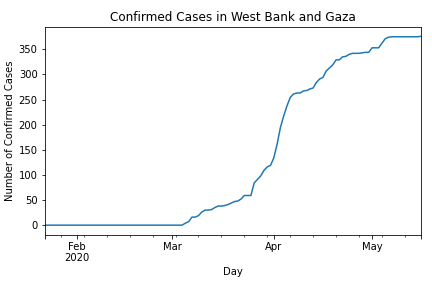 Confirmed Cases in West Bank and Gaza
Number of Confirmed Cases
350
300
250
200
150
100
50
0
Feb
2020
Mar
Apr
May
Day